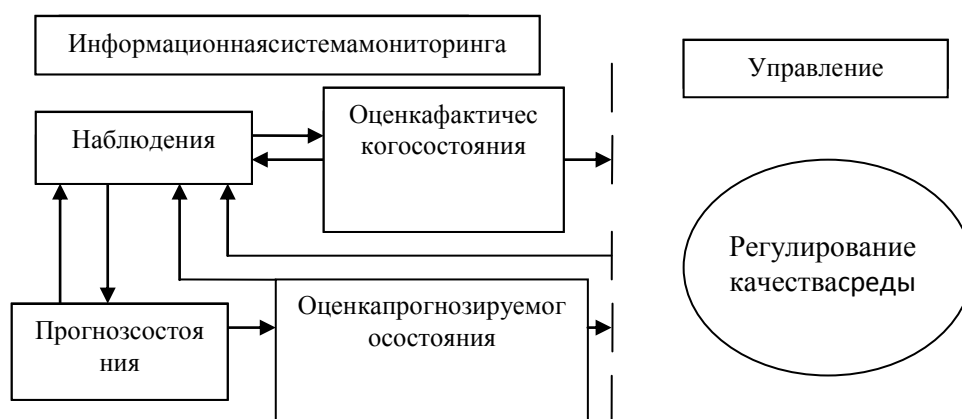 Информационнаясистемамониторинга
Управление
Наблюдения
Оценкафактичес
когосостояния
Регулирование
качествасреды
Прогнозсостоя
ния
Оценкапрогнозируемог
осостояния